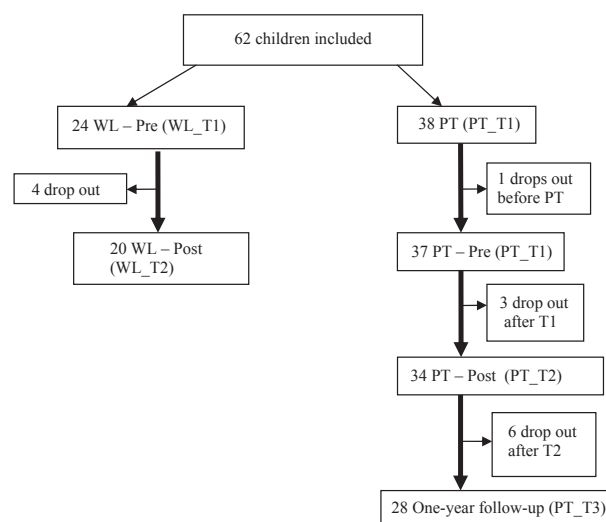 62 children included
24 WL – Pre (WL_T1)
38 PT (PT_T1)
4 drop out
1 drops out
before PT
20 WL – Post
(WL_T2)
37 PT – Pre (PT_T1)
3 drop out
after T1
34 PT – Post (PT_T2)
6 drop out
after T2
28 One-year follow-up (PT_T3)